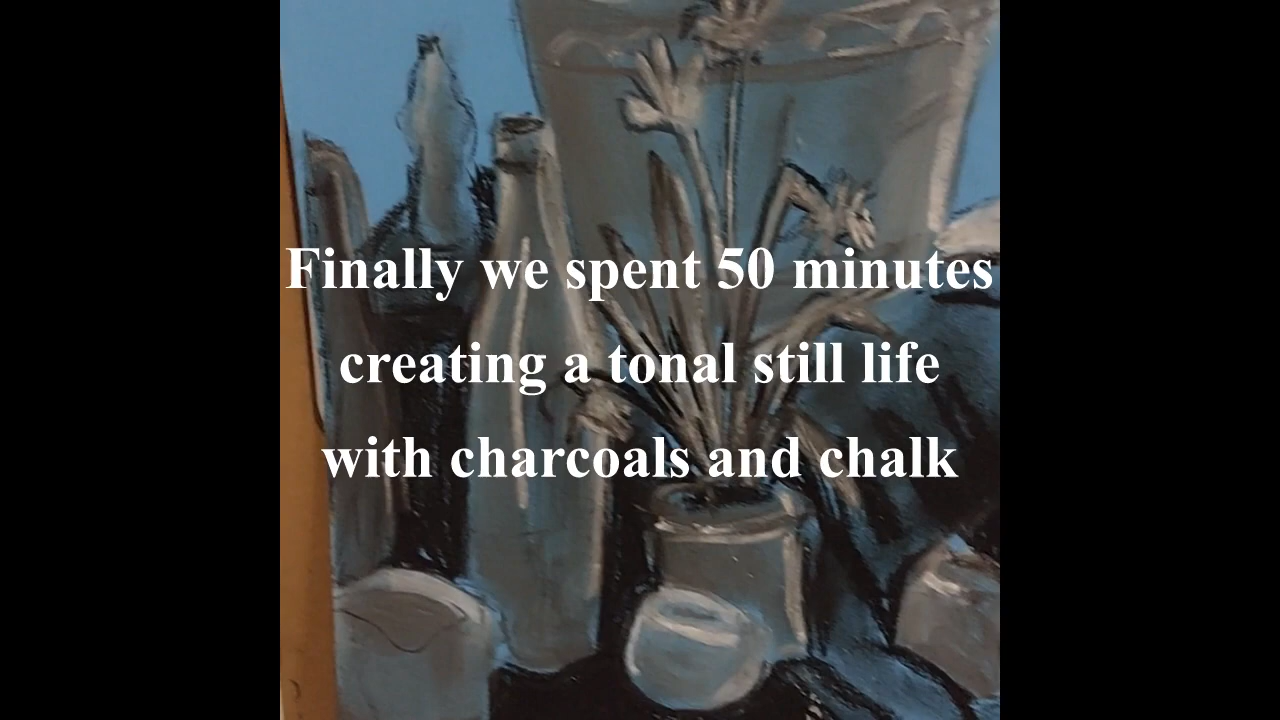 Finally we spent 50 minutes
creating a tonal still life
with charcoals and chalk